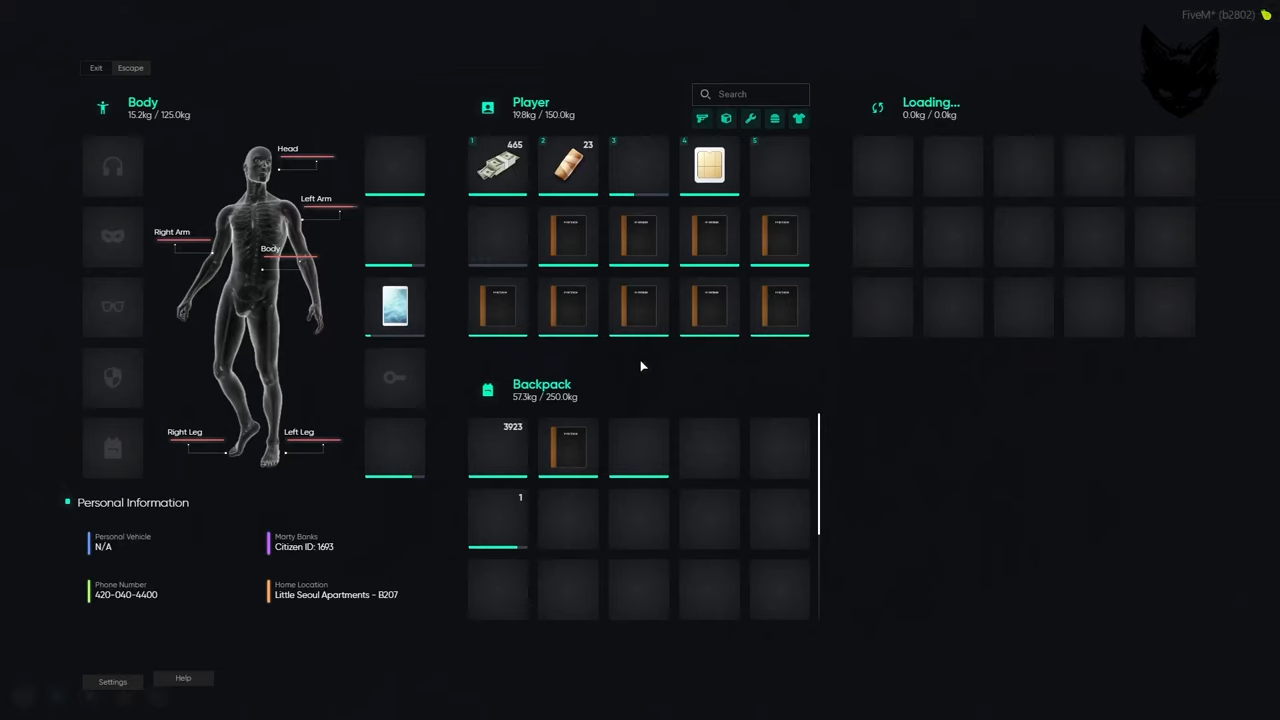 FiveM* (b2802)
Exit Escape
Body
15.2kg / 125.0kg
Head
Left Arm
Right Arm
Body
Right Leg
Left Leg
Personal Information
Personal Vehicle
N/A
Marty Banks
Citizen ID: 1693
Phone Number
420-040-4400
Home Location
Little Seoul Apartments - B207
Settings
Help
Player
19.8kg / 150.0kg
Search
1 465
2 23
3
4
5
Backpack
57.3kg / 250.0kg
3923
1
Loading...
0.0kg / 0.0kg